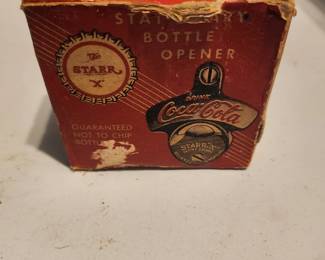 STATIONARY
BOTTLE
OPENER
The
STARR
"X"
DRINK
Coca-Cola
STARR "X"
GUARANTEED
NOT TO CHIP
BOTTLES